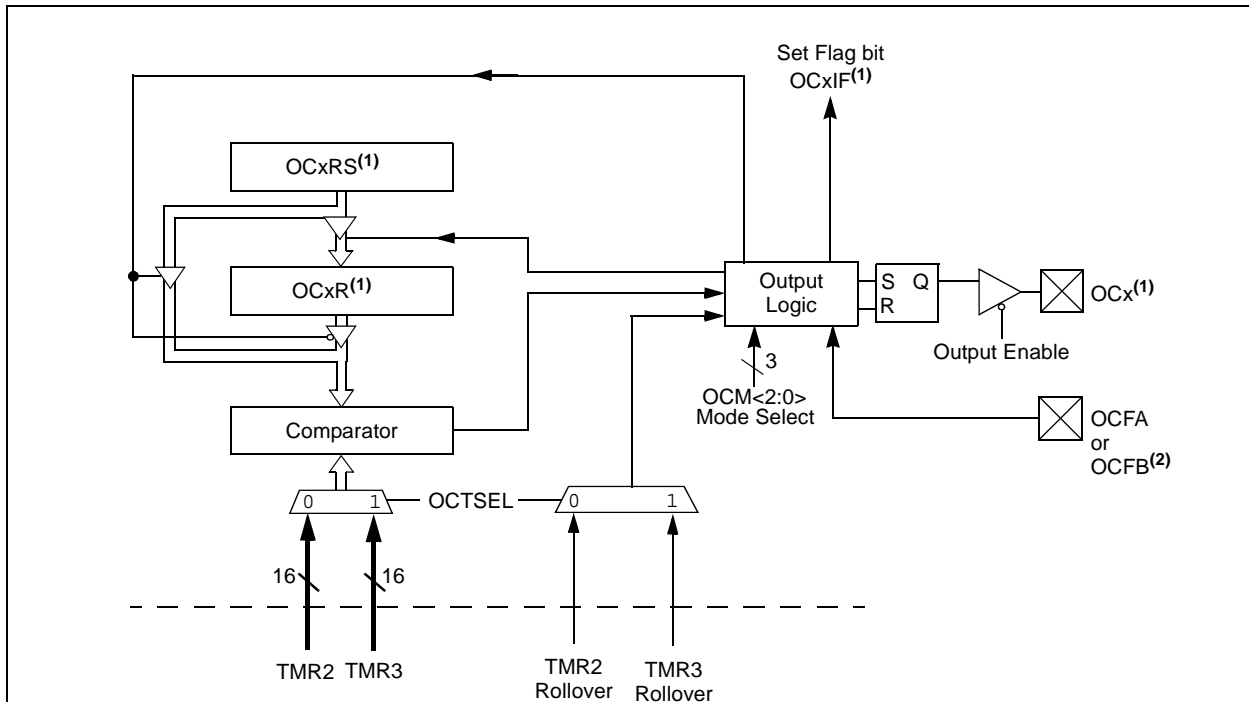 Set Flag bit
OCxIF(1)
OCxRS(1)
OCxR(1)
Output
Logic
S Q
R
OCx(1)
Output Enable
3
OCM<2:0>
Mode Select
Comparator
OCFA
or
OCFB(2)
0 1
OCTSEL
0 1
16
16
TMR2
TMR3
TMR2
Rollover
TMR3
Rollover